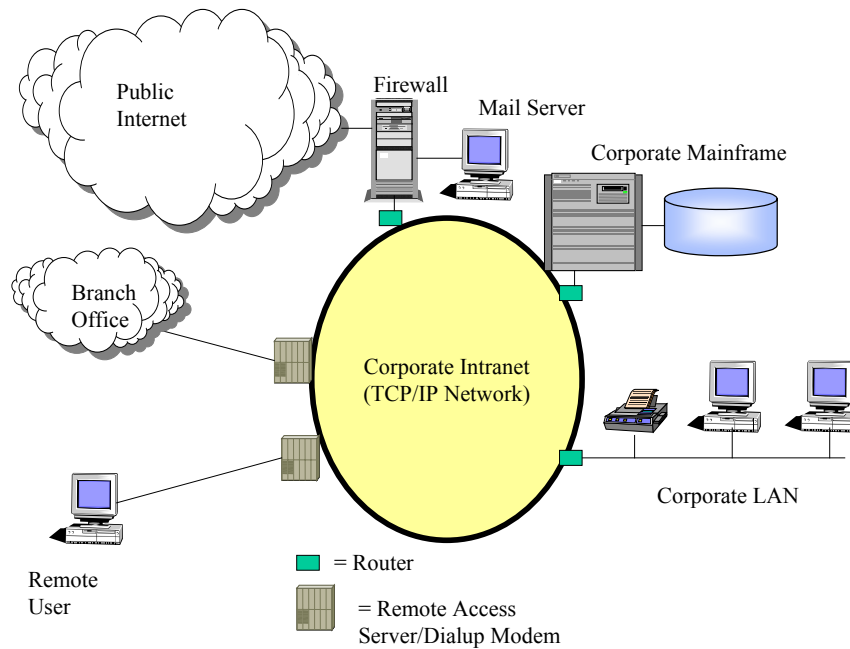 Public
Internet
Firewall
Mail Server
Corporate Mainframe
Branch
Office
Corporate Intranet
(TCP/IP Network)
Corporate LAN
Remote
User
= Router
= Remote Access
Server/Dialup Modem